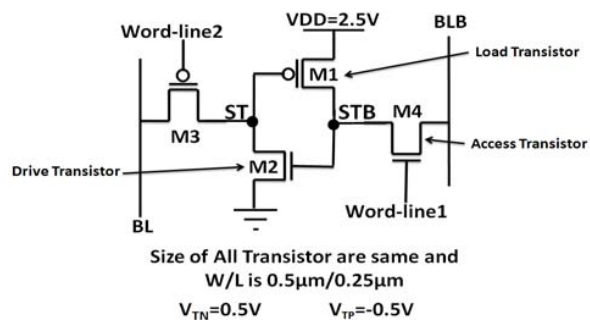 VDD=2.5V
BLB
Word-line2
Load Transistor
M1
ST
STB
M4
M3
Access Transistor
M2
Drive Transistor
Word-line1
BL
Size of All Transistor are same and
W/L is 0.5μm/0.25μm
VTN=0.5V VTP=-0.5V